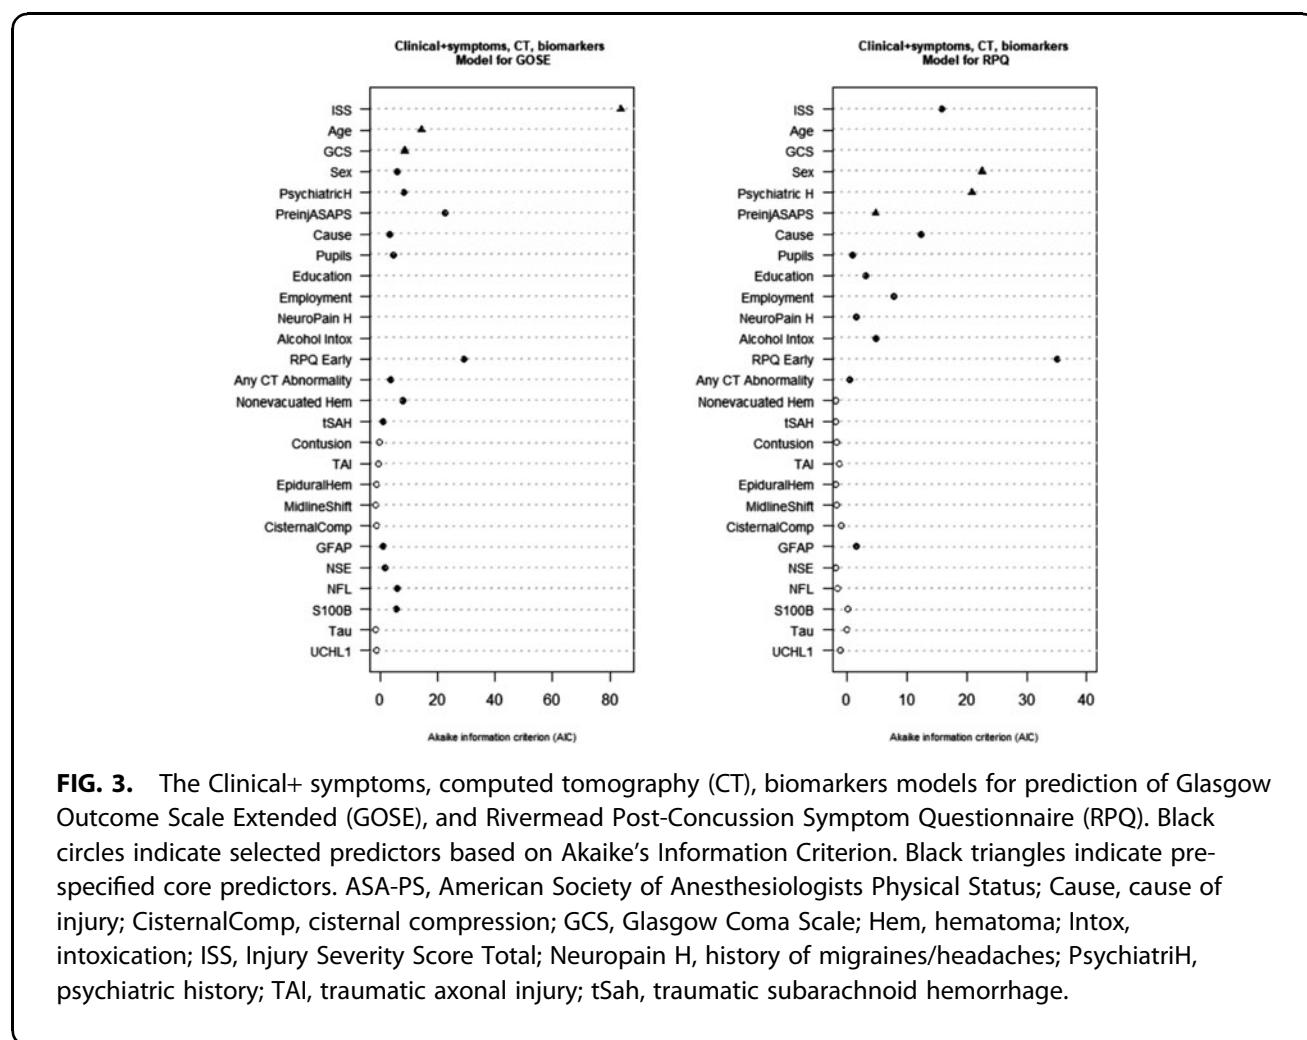 Clinical+symptoms, CT, biomarkers
Model for GOSE
ISS
Age
GCS
Sex
PsychiatricH
PreinjASAPS
Cause
Pupils
Education
Employment
NeuroPain H
Alcohol Intox
RPQ Early
Any CT Abnormality
Nonevacuated Hem
tSAH
Contusion
TAI
EpiduralHem
MidlineShift
CisternalComp
GFAP
NSE
NFL
S100B
Tau
UCHL1
0 20 40 60 80
Akaike information criterion (AIC)
Clinical+symptoms, CT, biomarkers
Model for RPQ
ISS
Age
GCS
Sex
Psychiatric H
PreinjASAPS
Cause
Pupils
Education
Employment
NeuroPain H
Alcohol Intox
RPQ Early
Any CT Abnormality
Nonevacuated Hem
tSAH
Contusion
TAI
EpiduralHem
MidlineShift
CisternalComp
GFAP
NSE
NFL
S100B
Tau
UCHL1
0 10 20 30 40
Akaike information criterion (AIC)
FIG. 3. The Clinical+ symptoms, computed tomography (CT), biomarkers models for prediction of Glasgow
Outcome Scale Extended (GOSE), and Rivermead Post-Concussion Symptom Questionnaire (RPQ). Black
circles indicate selected predictors based on Akaike's Information Criterion. Black triangles indicate pre-
specified core predictors. ASA-PS, American Society of Anesthesiologists Physical Status; Cause, cause of
injury; CisternalComp, cisternal compression; GCS, Glasgow Coma Scale; Hem, hematoma; Intox,
intoxication; ISS, Injury Severity Score Total; Neuropain H, history of migraines/headaches; PsychiatriH,
psychiatric history; TAI, traumatic axonal injury; tSah, traumatic subarachnoid hemorrhage.